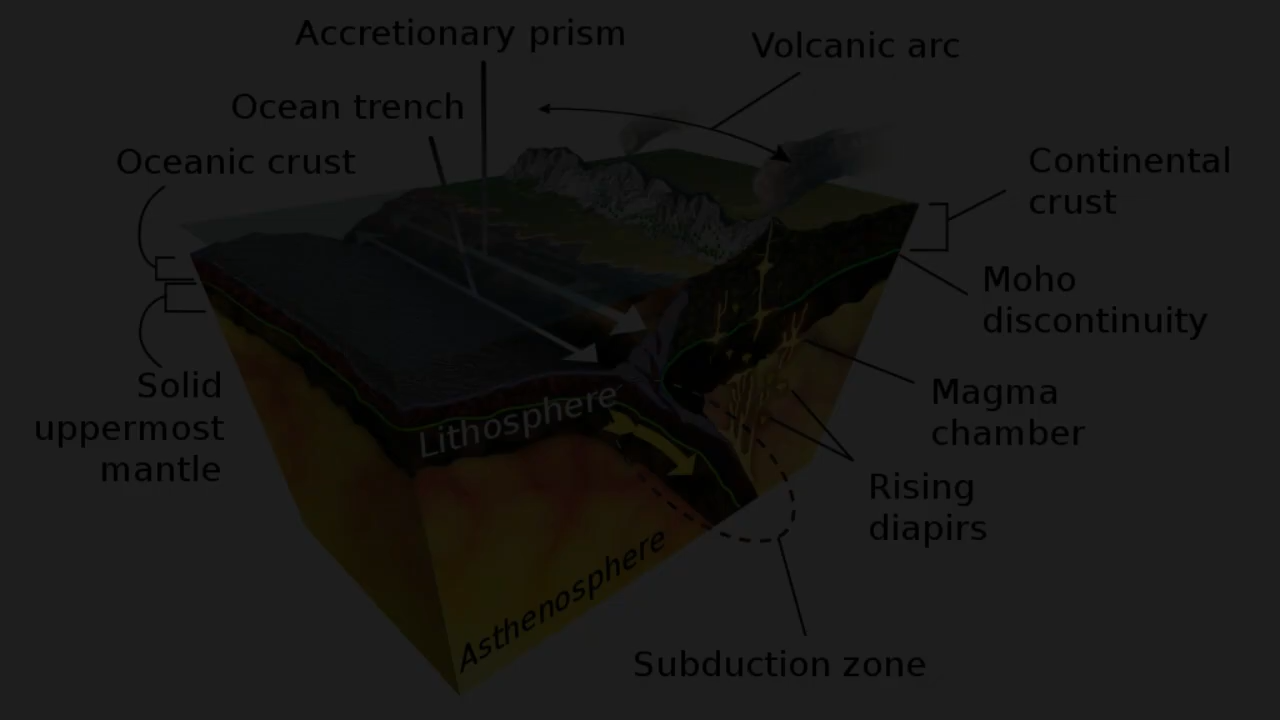 Accretionary prism
Volcanic arc
Ocean trench
Oceanic crust
Continental
crust
Moho
discontinuity
Solid
uppermost
mantle
Lithosphere
Magma
chamber
Rising
diapirs
Asthenosphere
Subduction zone